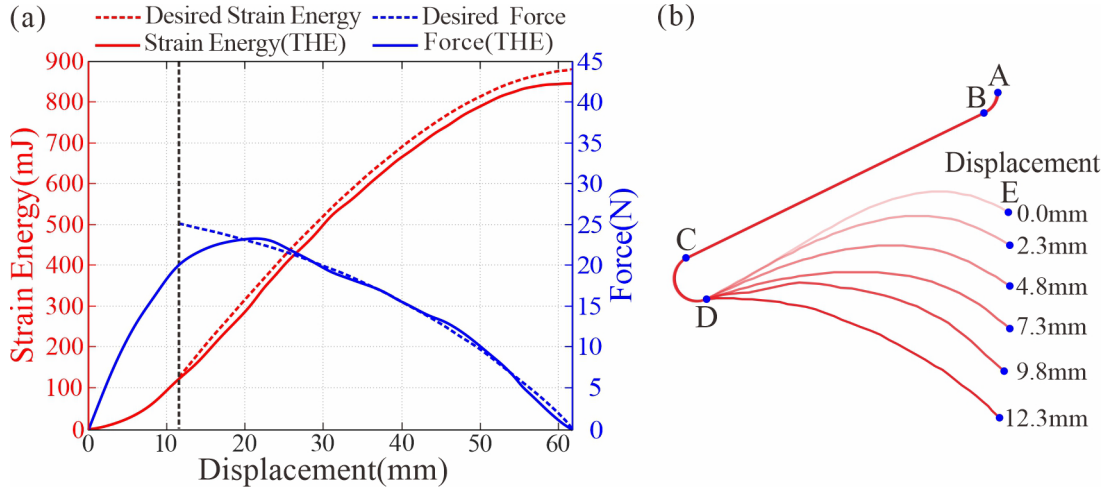 (a)
Desired Strain Energy
Desired Force
Strain Energy(THE)
Force(THE)
Strain Energy(mJ)
900
800
700
600
500
400
300
200
100
0
45
40
35
30
25
20
15
10
5
0
Force(N)
0 10 20 30 40 50 60
Displacement(mm)
(b)
A
B
Displacement
E
0.0mm
C
2.3mm
4.8mm
D
7.3mm
9.8mm
12.3mm